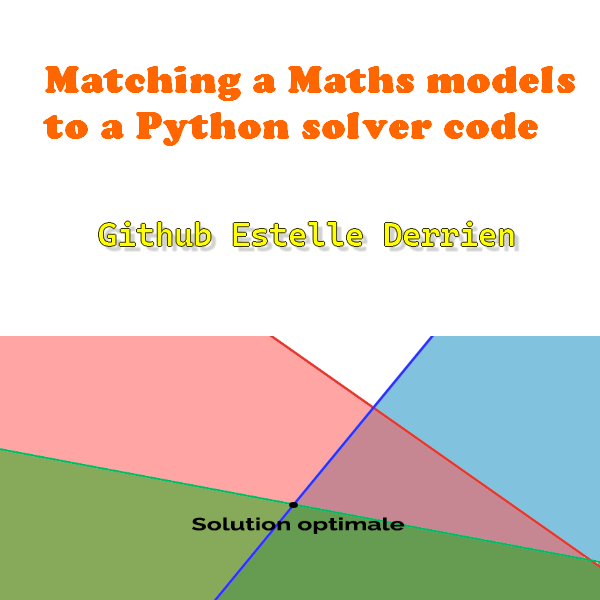 Matching a Maths models
to a Python solver code
Github Estelle Derrien
Solution optimale